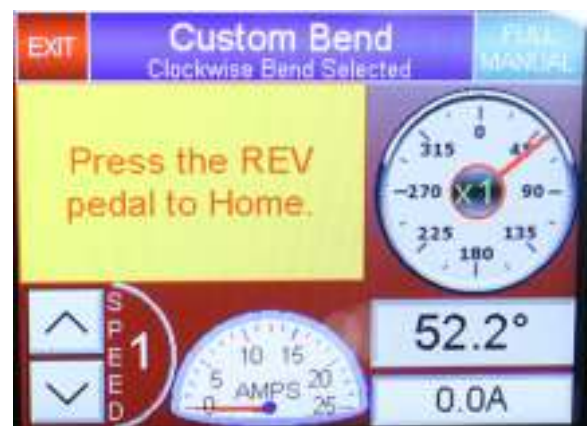 EXIT
Custom Bend
Clockwise Bend Selected
FULL
MANUAL
Press the REV
pedal to Home.
0
45
90
135
180
225
270
315
X1
SPEED
1
0
5
10
15
20
25
AMPS
52.2°
0.0A